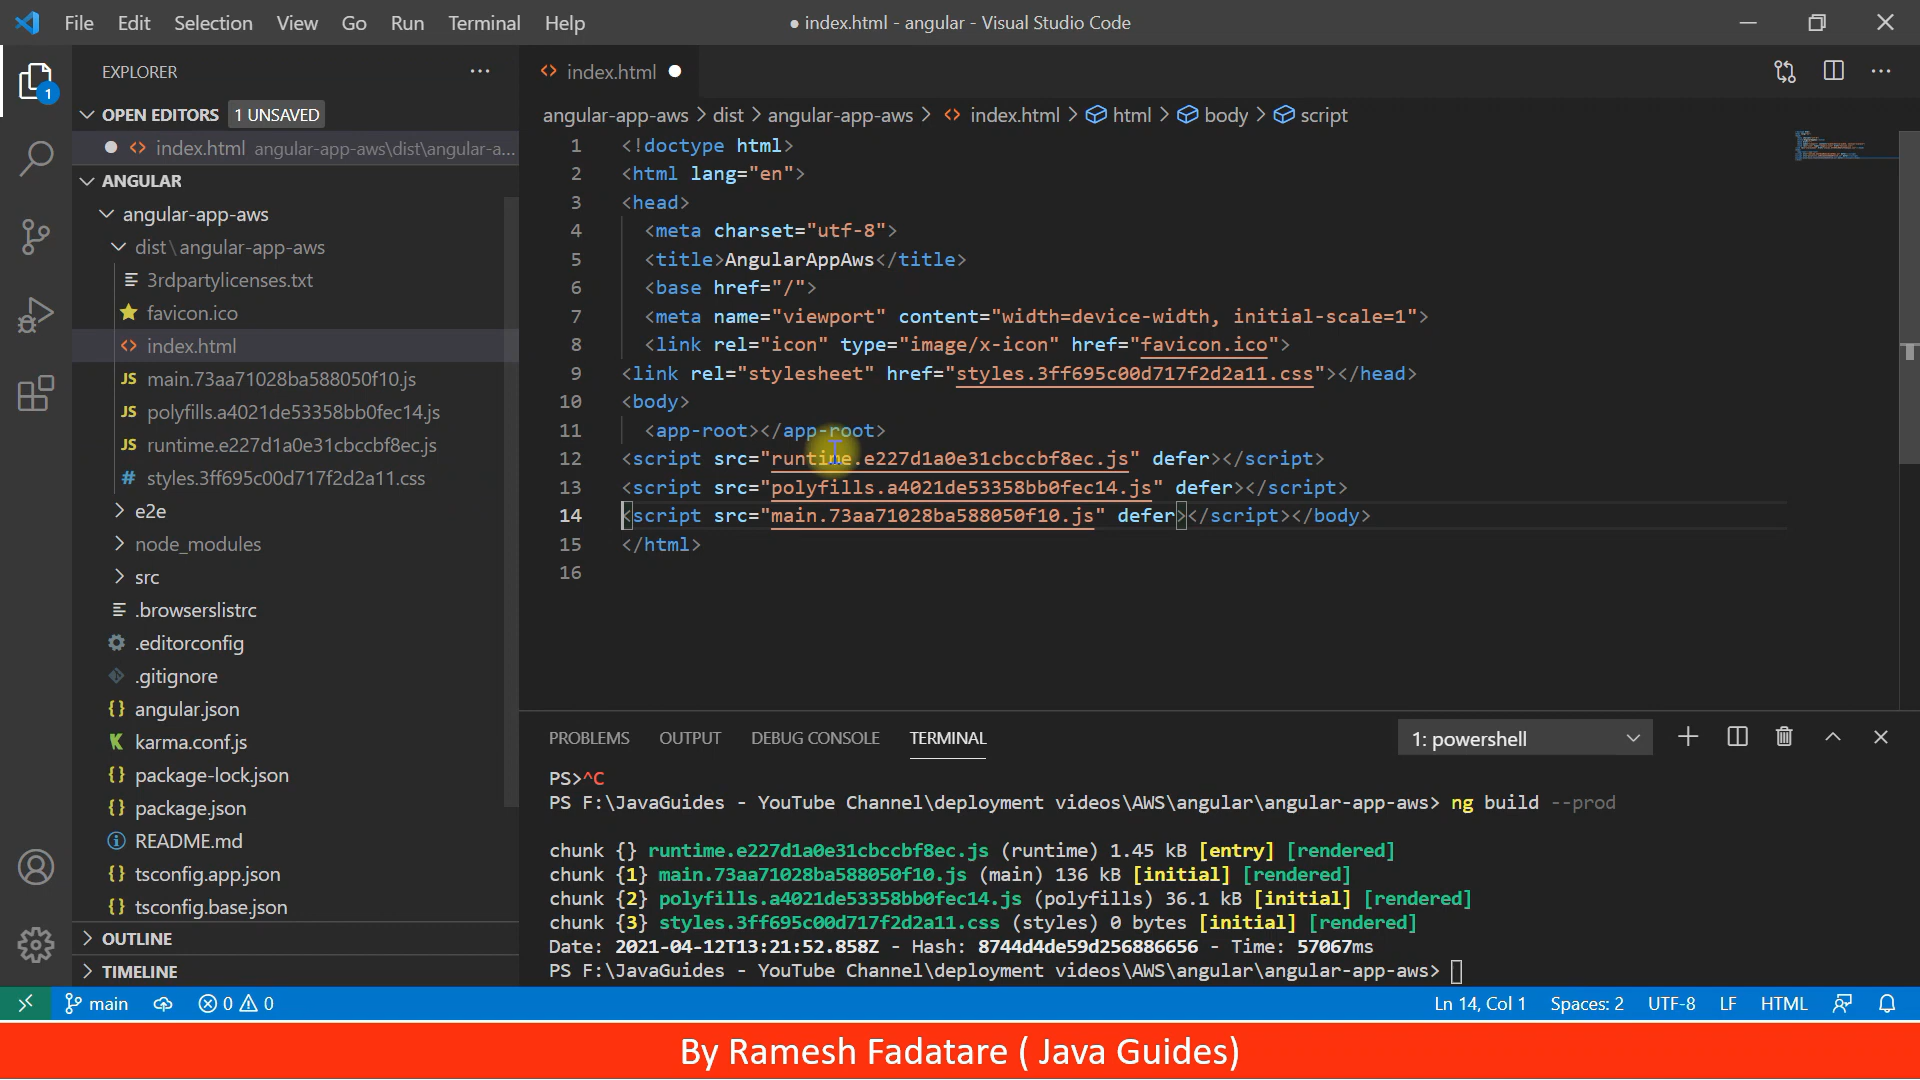 File Edit Selection View Go Run Terminal Help
● index.html - angular - Visual Studio Code
EXPLORER
OPEN EDITORS 1 UNSAVED
index.html angular-app-aws\dist\angular-a...
ANGULAR
angular-app-aws
dist\angular-app-aws
3rdpartylicenses.txt
favicon.ico
index.html
JS main.73aa71028ba588050f10.js
JS polyfills.a4021de53358bb0fec14.js
JS runtime.e227d1a0e31cbccbf8ec.js
# styles.3ff695c00d717f2d2a11.css
e2e
node_modules
src
.browserslistrc
.editorconfig
.gitignore
{} angular.json
karma.conf.js
{} package-lock.json
{} package.json
README.md
{} tsconfig.app.json
{} tsconfig.base.json
OUTLINE
TIMELINE
1
index.html
angular-app-aws > dist > angular-app-aws > index.html > html > body > script
1 <!doctype html>
2 <html lang="en">
3 <head>
4 <meta charset="utf-8">
5 <title>AngularAppAws</title>
6 <base href="/">
7 <meta name="viewport" content="width=device-width, initial-scale=1">
8 <link rel="icon" type="image/x-icon" href="favicon.ico">
9 <link rel="stylesheet" href="styles.3ff695c00d717f2d2a11.css"></head>
10 <body>
11 <app-root></app-root>
12 <script src="runtime.e227d1a0e31cbccbf8ec.js" defer></script>
13 <script src="polyfills.a4021de53358bb0fec14.js" defer></script>
14 <script src="main.73aa71028ba588050f10.js" defer></script></body>
15 </html>
16
PROBLEMS OUTPUT DEBUG CONSOLE TERMINAL 1: powershell
PS>^C
PS F:\JavaGuides - YouTube Channel\deployment videos\AWS\angular\angular-app-aws> ng build --prod
chunk {} runtime.e227d1a0e31cbccbf8ec.js (runtime) 1.45 kB [entry] [rendered]
chunk {1} main.73aa71028ba588050f10.js (main) 136 kB [initial] [rendered]
chunk {2} polyfills.a4021de53358bb0fec14.js (polyfills) 36.1 kB [initial] [rendered]
chunk {3} styles.3ff695c00d717f2d2a11.css (styles) 0 bytes [initial] [rendered]
Date: 2021-04-12T13:21:52.858Z - Hash: 8744d4de59d256886656 - Time: 57067ms
PS F:\JavaGuides - YouTube Channel\deployment videos\AWS\angular\angular-app-aws>
main 0 0 Ln 14, Col 1 Spaces: 2 UTF-8 LF HTML
By Ramesh Fadatare ( Java Guides)